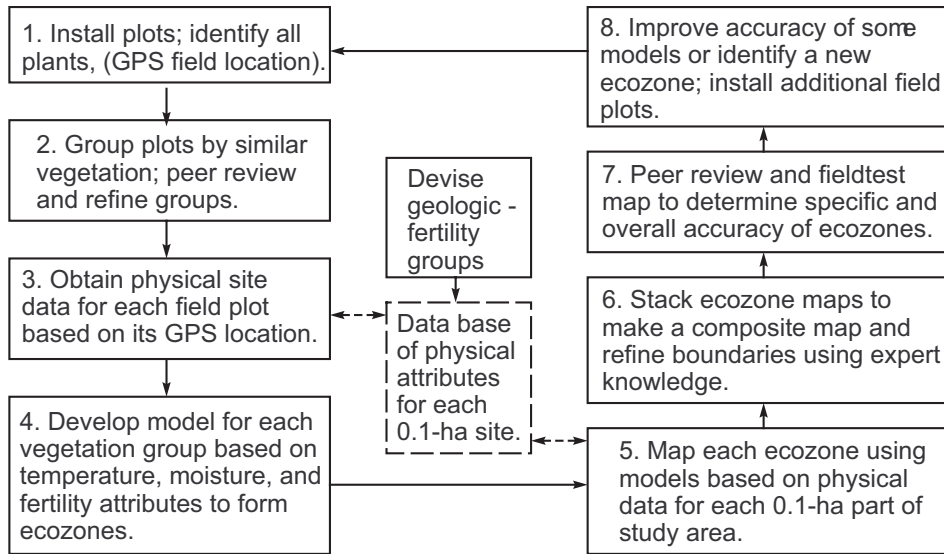 1. Install plots; identify all
plants, (GPS field location).
2. Group plots by similar
vegetation; peer review
and refine groups.
3. Obtain physical site
data for each field plot
based on its GPS location.
4. Develop model for each
vegetation group based on
temperature, moisture, and
fertility attributes to form
ecozones.
Devise
geologic -
fertility
groups
Data base
of physical
attributes
for each
0.1-ha site.
5. Map each ecozone using
models based on physical
data for each 0.1-ha part of
study area.
6. Stack ecozone maps to
make a composite map and
refine boundaries using expert
knowledge.
7. Peer review and fieldtest
map to determine specific and
overall accuracy of ecozones.
8. Improve accuracy of some
models or identify a new
ecozone; install additional field
plots.